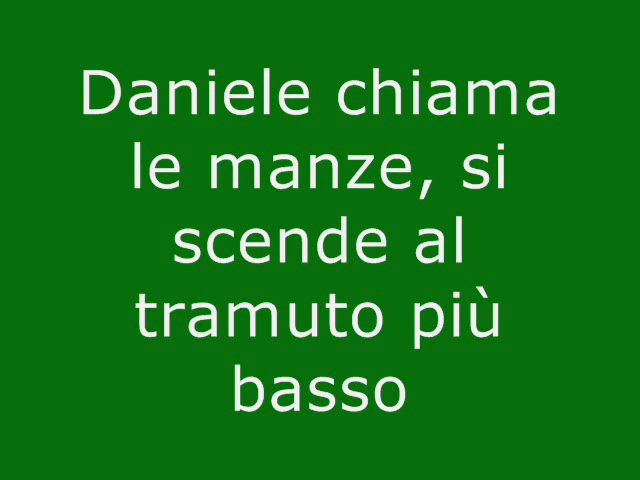 Daniele chiama
le manze, si
scende al
tramuto più
basso